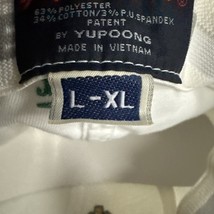 63% POLYESTER
34% COTTON/3% P.U. SPANDEX
PATENT
BY YUPOONG
MADE IN VIETNAM
L-XL